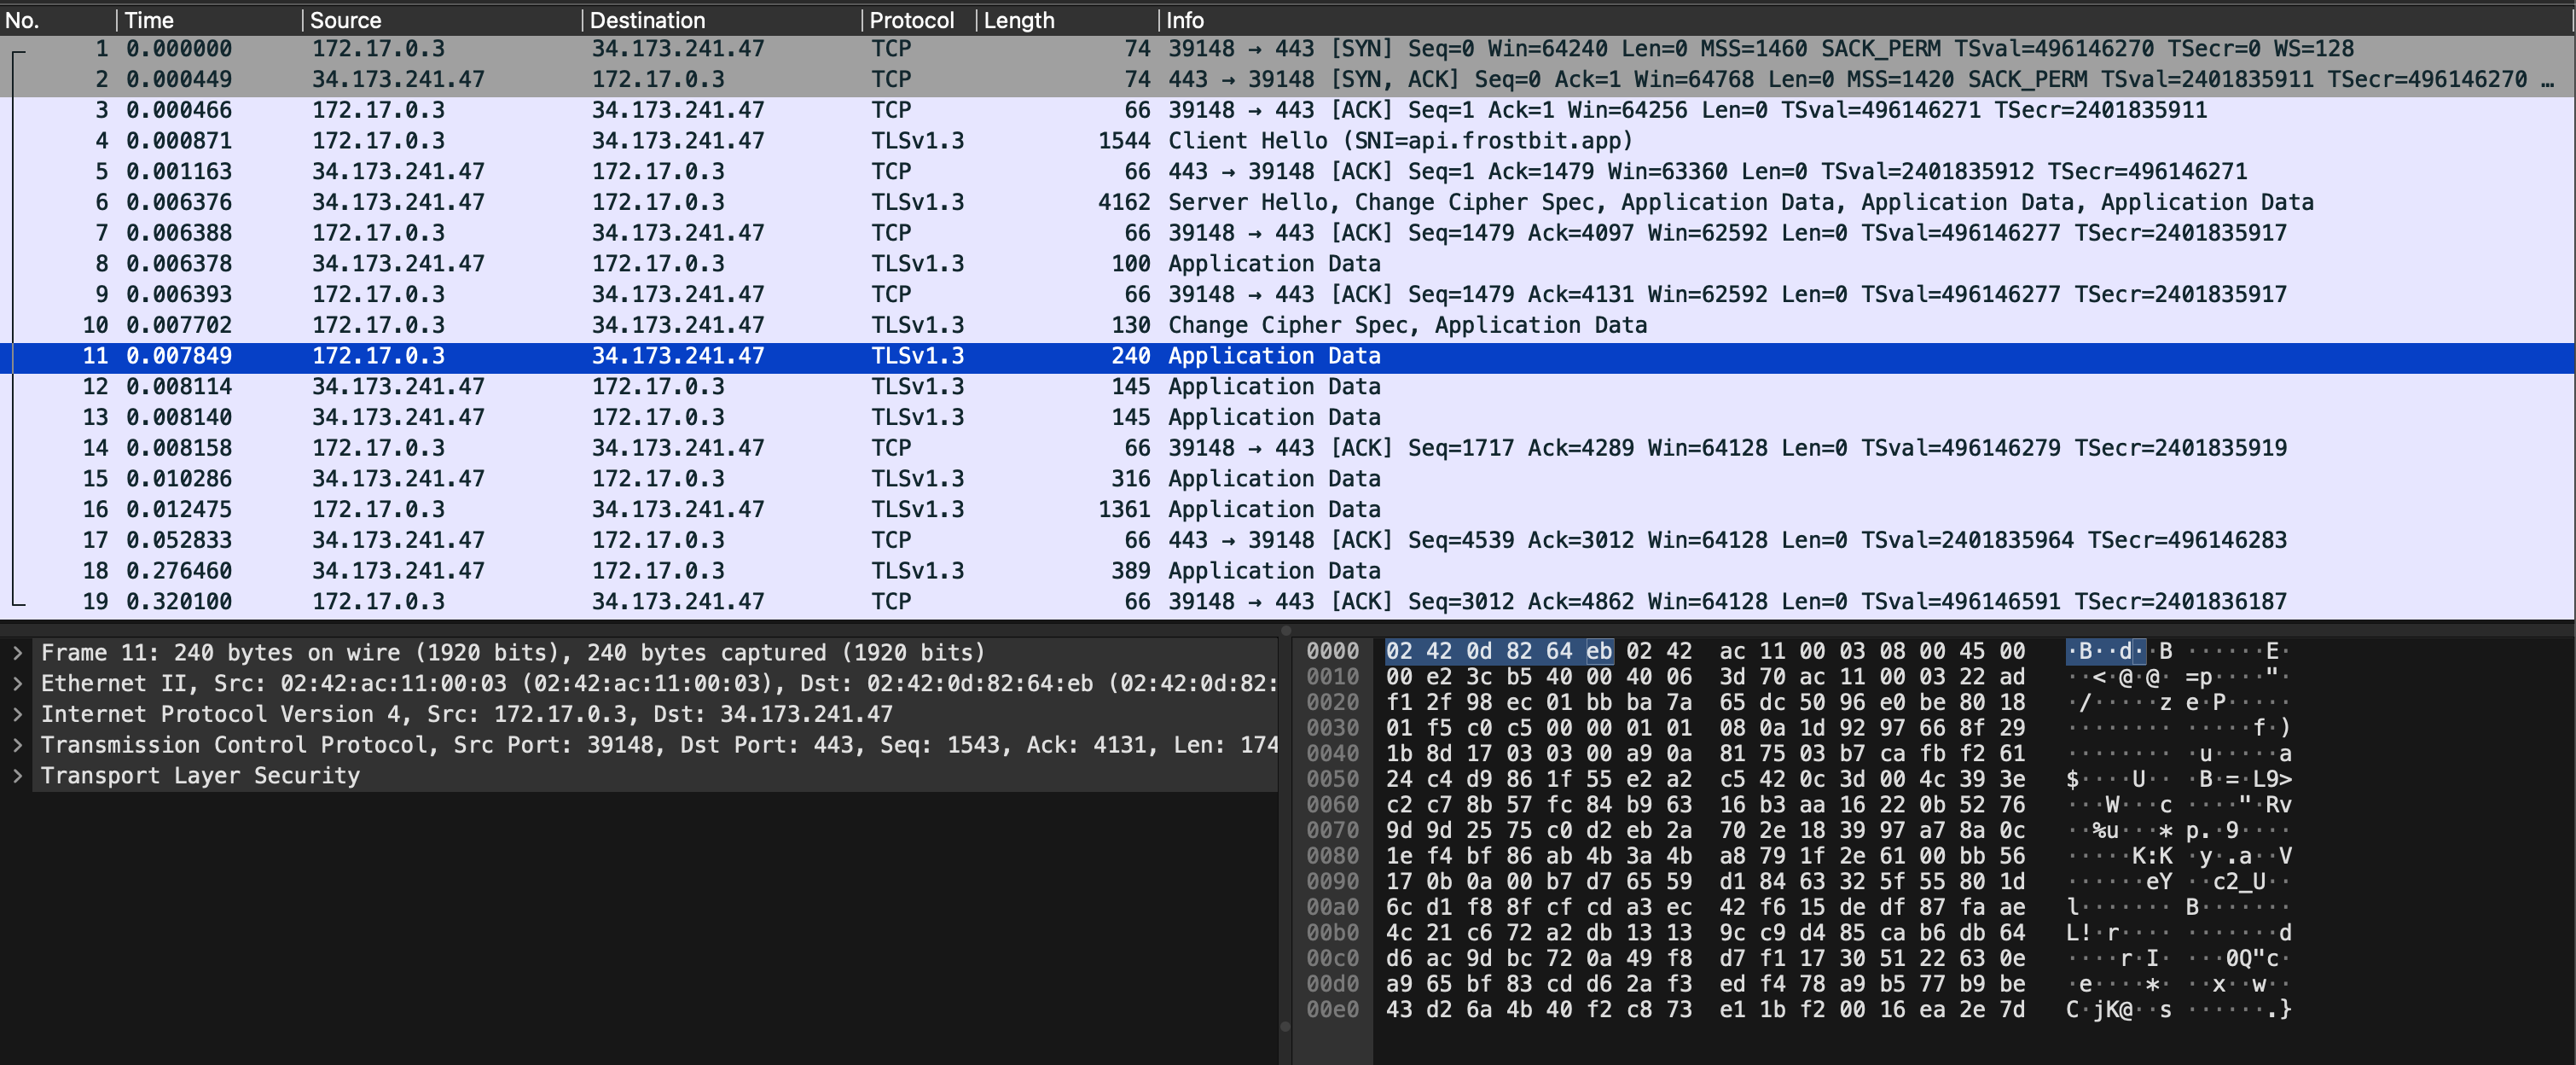 No. Time Source Destination Protocol Length Info
1 0.000000 172.17.0.3 34.173.241.47 TCP 74 39148 → 443 [SYN] Seq=0 Win=64240 Len=0 MSS=1460 SACK_PERM TSval=496146270 TSecr=0 WS=128
2 0.000449 34.173.241.47 172.17.0.3 TCP 74 443 → 39148 [SYN, ACK] Seq=0 Ack=1 Win=64768 Len=0 MSS=1420 SACK_PERM TSval=2401835911 TSecr=496146270 …
3 0.000466 172.17.0.3 34.173.241.47 TCP 66 39148 → 443 [ACK] Seq=1 Ack=1 Win=64256 Len=0 TSval=496146271 TSecr=2401835911
4 0.000871 172.17.0.3 34.173.241.47 TLSv1.3 1544 Client Hello (SNI=api.frostbit.app)
5 0.001163 34.173.241.47 172.17.0.3 TCP 66 443 → 39148 [ACK] Seq=1 Ack=1479 Win=63360 Len=0 TSval=2401835912 TSecr=496146271
6 0.006376 34.173.241.47 172.17.0.3 TLSv1.3 4162 Server Hello, Change Cipher Spec, Application Data, Application Data, Application Data
7 0.006388 172.17.0.3 34.173.241.47 TCP 66 39148 → 443 [ACK] Seq=1479 Ack=4097 Win=62592 Len=0 TSval=496146277 TSecr=2401835917
8 0.006378 34.173.241.47 172.17.0.3 TLSv1.3 100 Application Data
9 0.006393 172.17.0.3 34.173.241.47 TCP 66 39148 → 443 [ACK] Seq=1479 Ack=4131 Win=62592 Len=0 TSval=496146277 TSecr=2401835917
10 0.007702 172.17.0.3 34.173.241.47 TLSv1.3 130 Change Cipher Spec, Application Data
11 0.007849 172.17.0.3 34.173.241.47 TLSv1.3 240 Application Data
12 0.008114 34.173.241.47 172.17.0.3 TLSv1.3 145 Application Data
13 0.008140 34.173.241.47 172.17.0.3 TLSv1.3 145 Application Data
14 0.008158 172.17.0.3 34.173.241.47 TCP 66 39148 → 443 [ACK] Seq=1717 Ack=4289 Win=64128 Len=0 TSval=496146279 TSecr=2401835919
15 0.010286 34.173.241.47 172.17.0.3 TLSv1.3 316 Application Data
16 0.012475 172.17.0.3 34.173.241.47 TLSv1.3 1361 Application Data
17 0.052833 34.173.241.47 172.17.0.3 TCP 66 443 → 39148 [ACK] Seq=4539 Ack=3012 Win=64128 Len=0 TSval=2401835964 TSecr=496146283
18 0.276460 34.173.241.47 172.17.0.3 TLSv1.3 389 Application Data
19 0.320100 172.17.0.3 34.173.241.47 TCP 66 39148 → 443 [ACK] Seq=3012 Ack=4862 Win=64128 Len=0 TSval=496146591 TSecr=2401836187
Frame 11: 240 bytes on wire (1920 bits), 240 bytes captured (1920 bits)
Ethernet II, Src: 02:42:ac:11:00:03 (02:42:ac:11:00:03), Dst: 02:42:0d:82:64:eb (02:42:0d:82:
Internet Protocol Version 4, Src: 172.17.0.3, Dst: 34.173.241.47
Transmission Control Protocol, Src Port: 39148, Dst Port: 443, Seq: 1543, Ack: 4131, Len: 174
Transport Layer Security
0000 02 42 0d 82 64 eb 02 42 ac 11 00 03 08 00 45 00 ·B··d··B ······E·
0010 00 e2 3c b5 40 00 40 06 3d 70 ac 11 00 03 22 ad ··<·@·@· =p····"·
0020 f1 2f 98 ec 01 bb ba 7a 65 dc 50 96 e0 be 80 18 ·/·····z e·P·····
0030 01 f5 c0 c5 00 00 01 01 08 0a 1d 92 97 66 8f 29 ········ ·····f·)
0040 1b 8d 17 03 03 00 a9 0a 81 75 03 b7 ca fb f2 61 ········ ·u·····a
0050 24 c4 d9 86 1f 55 e2 a2 c5 42 0c 3d 00 4c 39 3e $····U·· ·B·=·L9>
0060 c2 c7 8b 57 fc 84 b9 63 16 b3 aa 16 22 0b 52 76 ···W···c ····"·Rv
0070 9d 9d 25 75 c0 d2 eb 2a 70 2e 18 39 97 a7 8a 0c ··%u···* p.·9····
0080 1e f4 bf 86 ab 4b 3a 4b a8 79 1f 2e 61 00 bb 56 ·····K:K ·y·.a··V
0090 17 0b 0a 00 b7 d7 65 59 d1 84 63 32 5f 55 80 1d ······eY ··c2_U··
00a0 6c d1 f8 8f cf cd a3 ec 42 f6 15 de df 87 fa ae l······· B·······
00b0 4c 21 c6 72 a2 db 13 13 9c c9 d4 85 ca b6 db 64 L!·r···· ·······d
00c0 d6 ac 9d bc 72 0a 49 f8 d7 f1 17 30 51 22 63 0e ····r·I· ···0Q"c·
00d0 a9 65 bf 83 cd d6 2a f3 ed f4 78 a9 b5 77 b9 be ·e····*· ··x··w··
00e0 43 d2 6a 4b 40 f2 c8 73 e1 1b f2 00 16 ea 2e 7d C·jK@··s ······.}